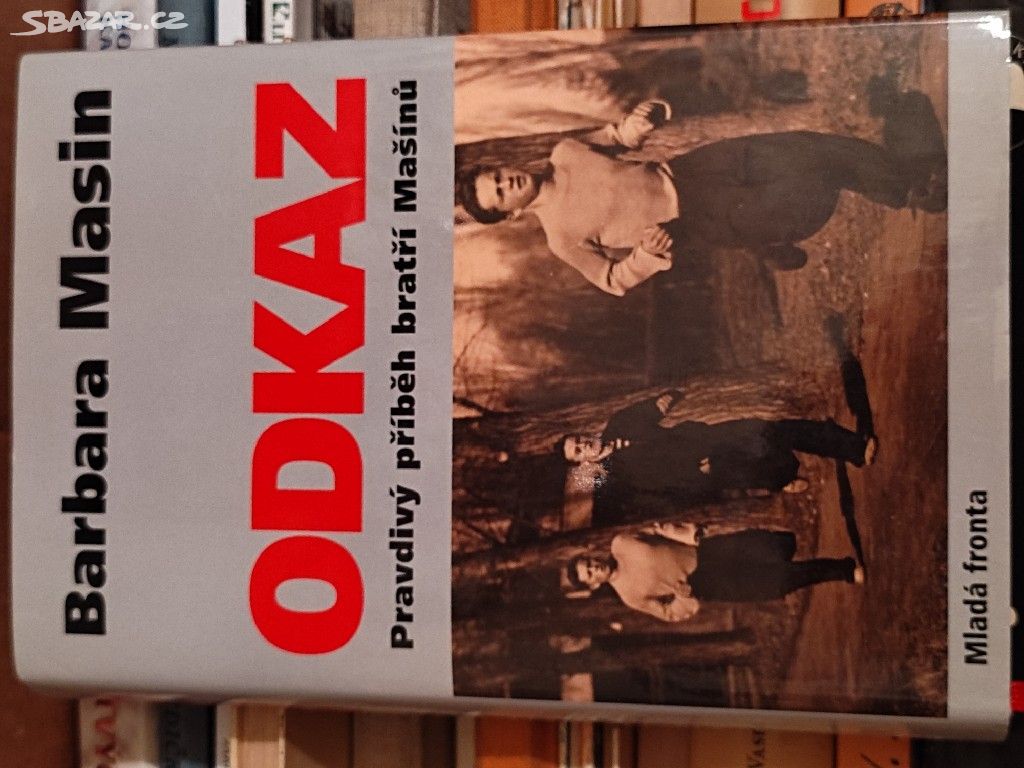 SBAZAR.CZ
Barbara Masin
ODKAZ
Pravdivý příběh bratří Mašínů
Mladá fronta